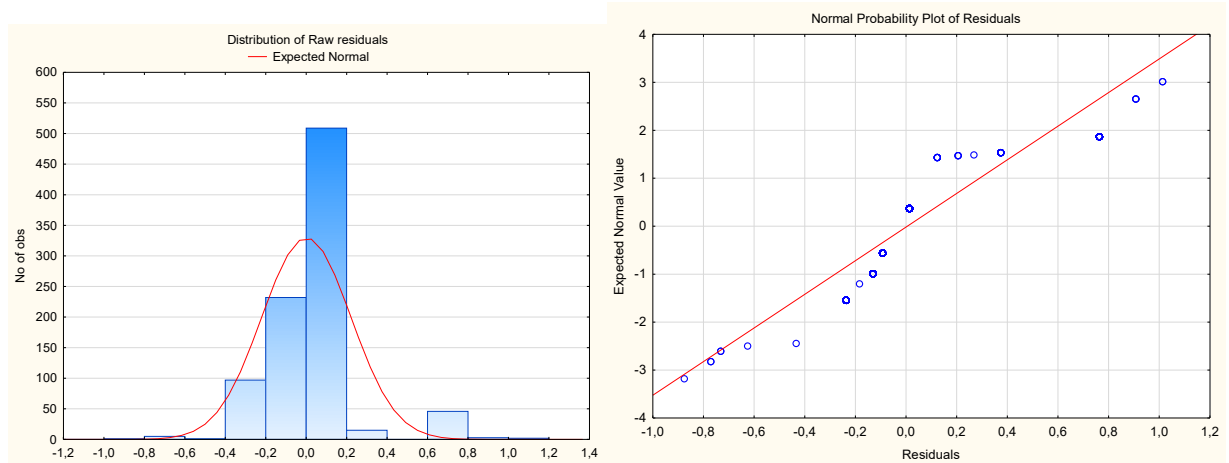 Distribution of Raw residuals
Expected Normal
600
550
500
450
400
350
300
250
200
150
100
50
0
No of obs
-1,2 -1,0 -0,8 -0,6 -0,4 -0,2 0,0 0,2 0,4 0,6 0,8 1,0 1,2 1,4
Normal Probability Plot of Residuals
4
3
2
1
0
-1
-2
-3
-4
Expected Normal Value
-1,0 -0,8 -0,6 -0,4 -0,2 0,0 0,2 0,4 0,6 0,8 1,0 1,2
Residuals